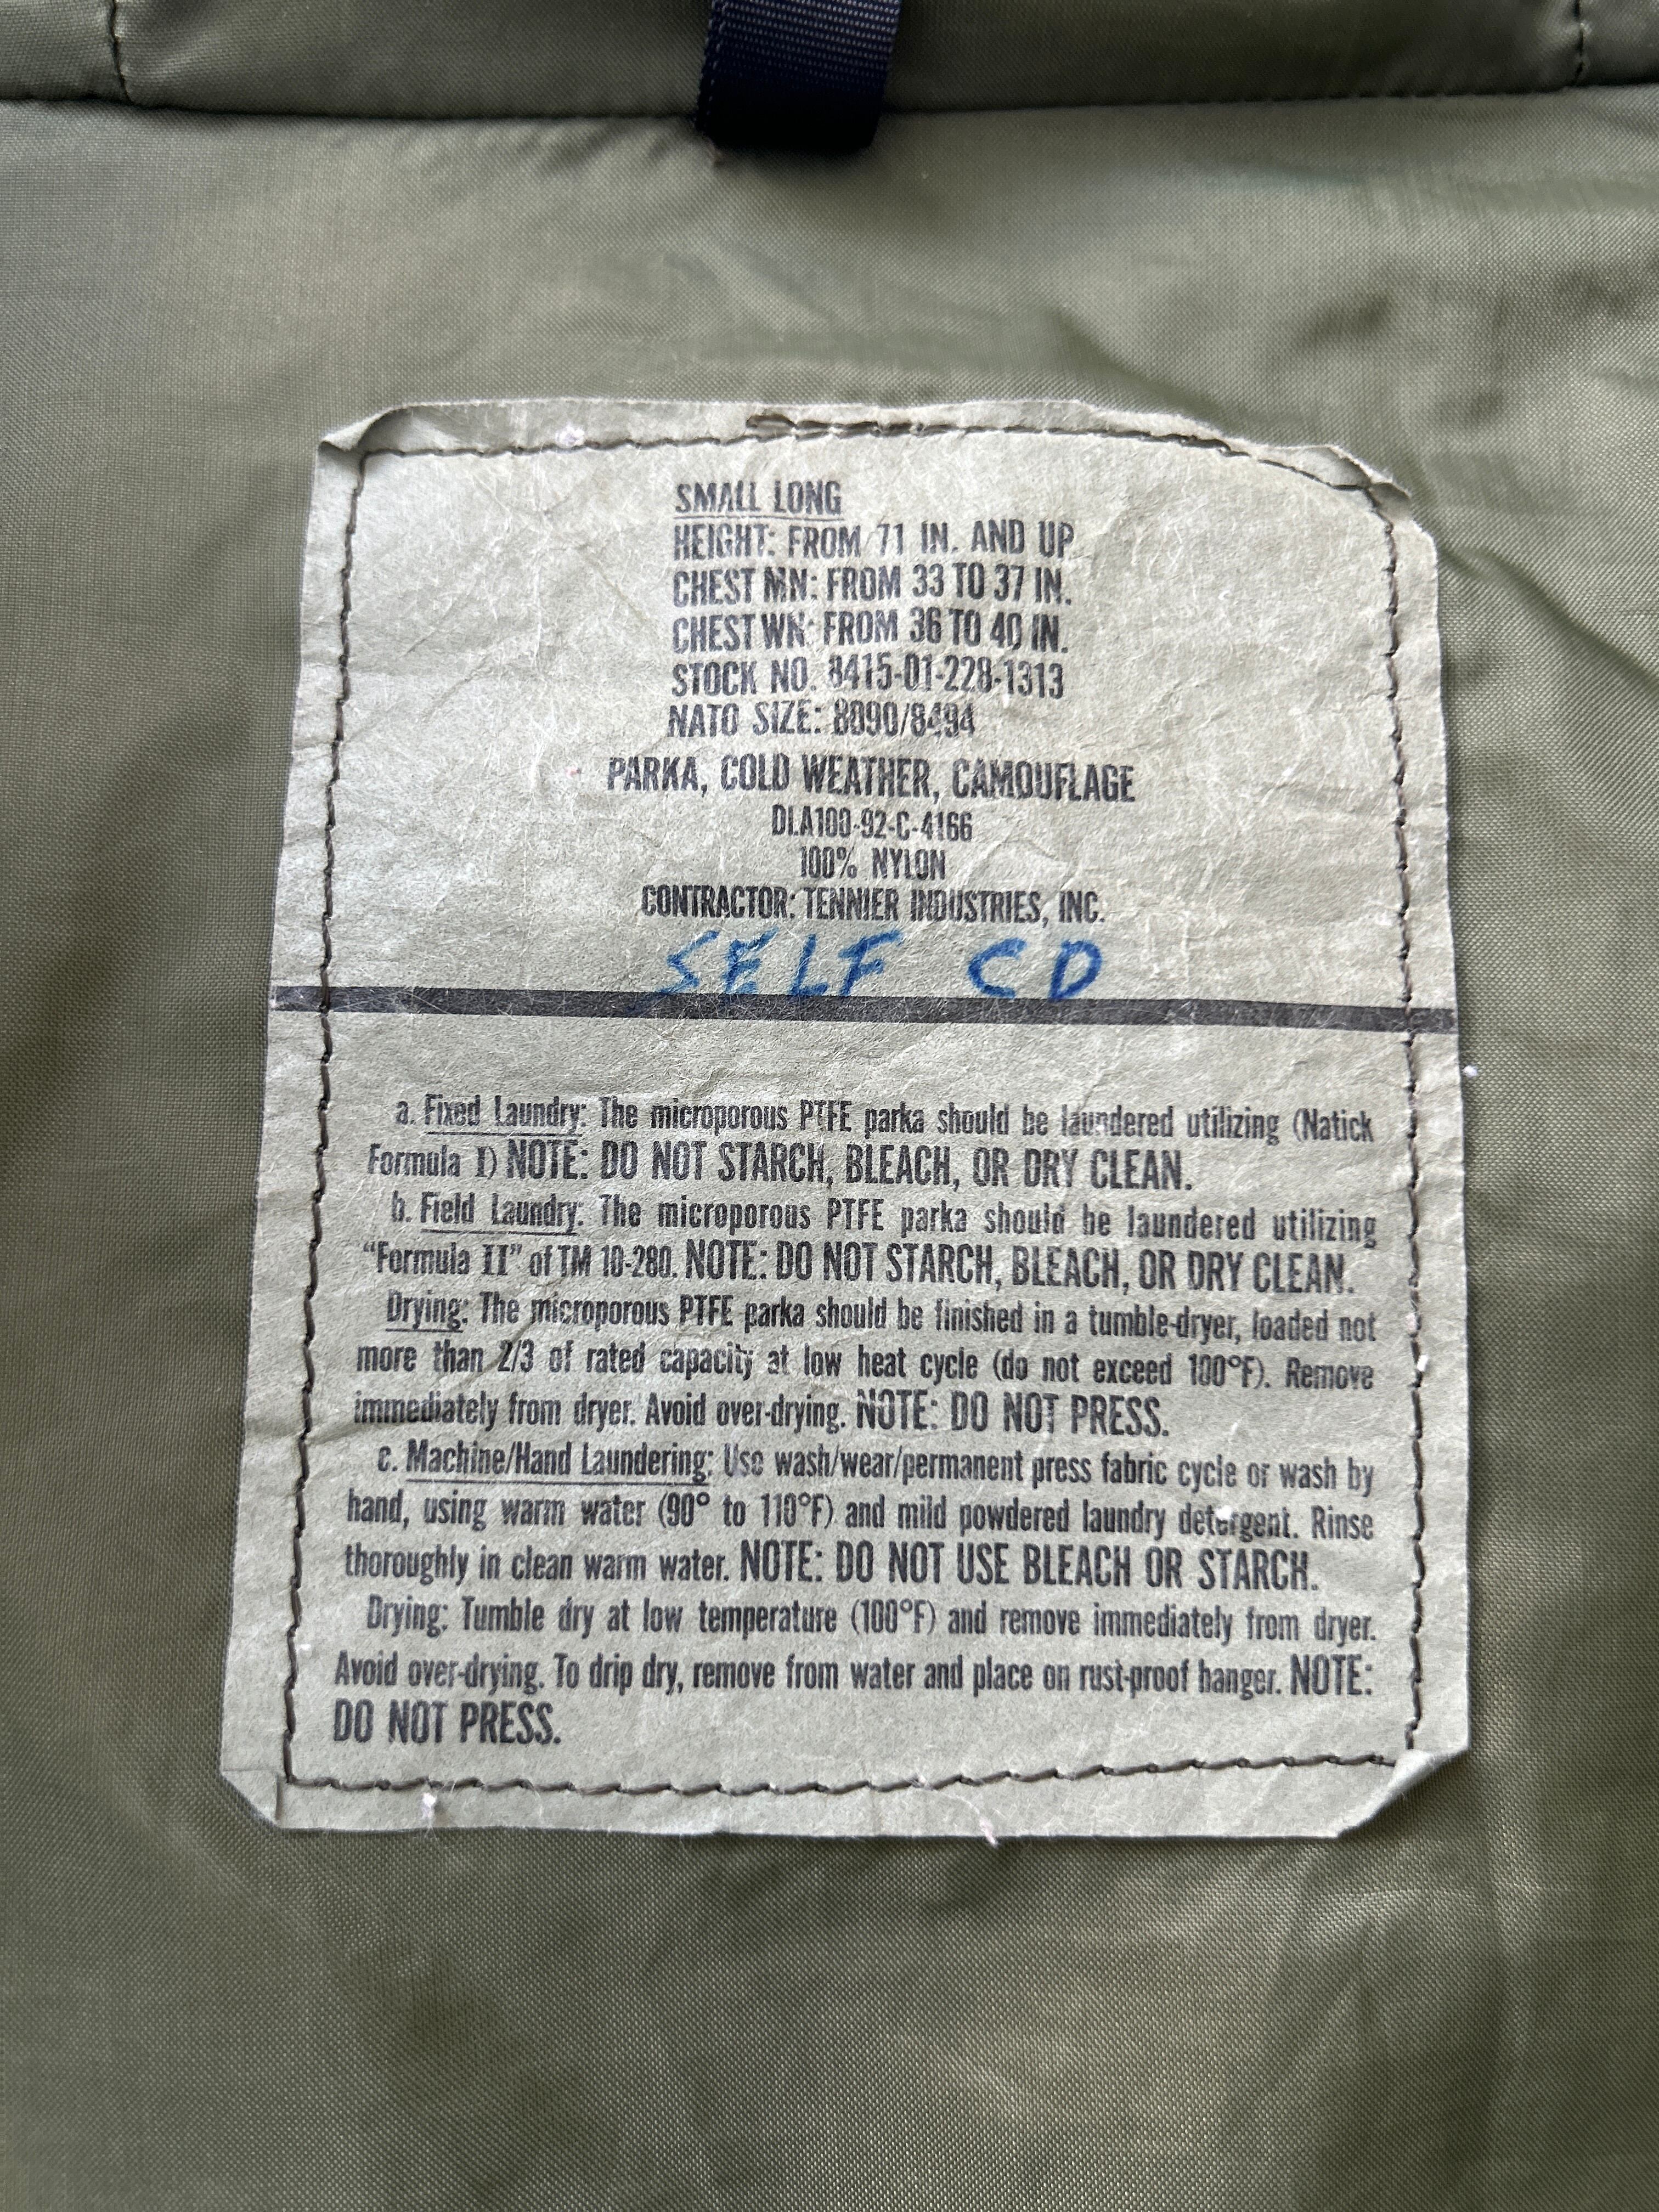 SMALL LONG
HEIGHT: FROM 71 IN. AND UP
CHEST MN: FROM 33 TO 37 IN.
CHEST WN: FROM 36 TO 40 IN.
STOCK NO. 8415-01-228-1313
NATO SIZE: 8090/8494
PARKA, COLD WEATHER, CAMOUFLAGE
DLA100-92-C-4166
100% NYLON
CONTRACTOR: TENNIER INDUSTRIES, INC.
SELF CD
a. Fixed Laundry: The microporous PTFE parka should be laundered utilizing (Natick
Formula I) NOTE: DO NOT STARCH, BLEACH, OR DRY CLEAN.
b. Field Laundry: The microporous PTFE parka should be laundered utilizing
“Formula II” of TM 10-280. NOTE: DO NOT STARCH, BLEACH, OR DRY CLEAN.
Drying: The microporous PTFE parka should be finished in a tumble-dryer, loaded not
more than 2/3 of rated capacity at low heat cycle (do not exceed 100°F). Remove
immediately from dryer. Avoid over-drying. NOTE: DO NOT PRESS.
c. Machine/Hand Laundering: Use wash/wear/permanent press fabric cycle or wash by
hand, using warm water (90° to 110°F) and mild powdered laundry detergent. Rinse
thoroughly in clean warm water. NOTE: DO NOT USE BLEACH OR STARCH.
Drying: Tumble dry at low temperature (100°F) and remove immediately from dryer.
Avoid over-drying. To drip dry, remove from water and place on rust-proof hanger. NOTE:
DO NOT PRESS.